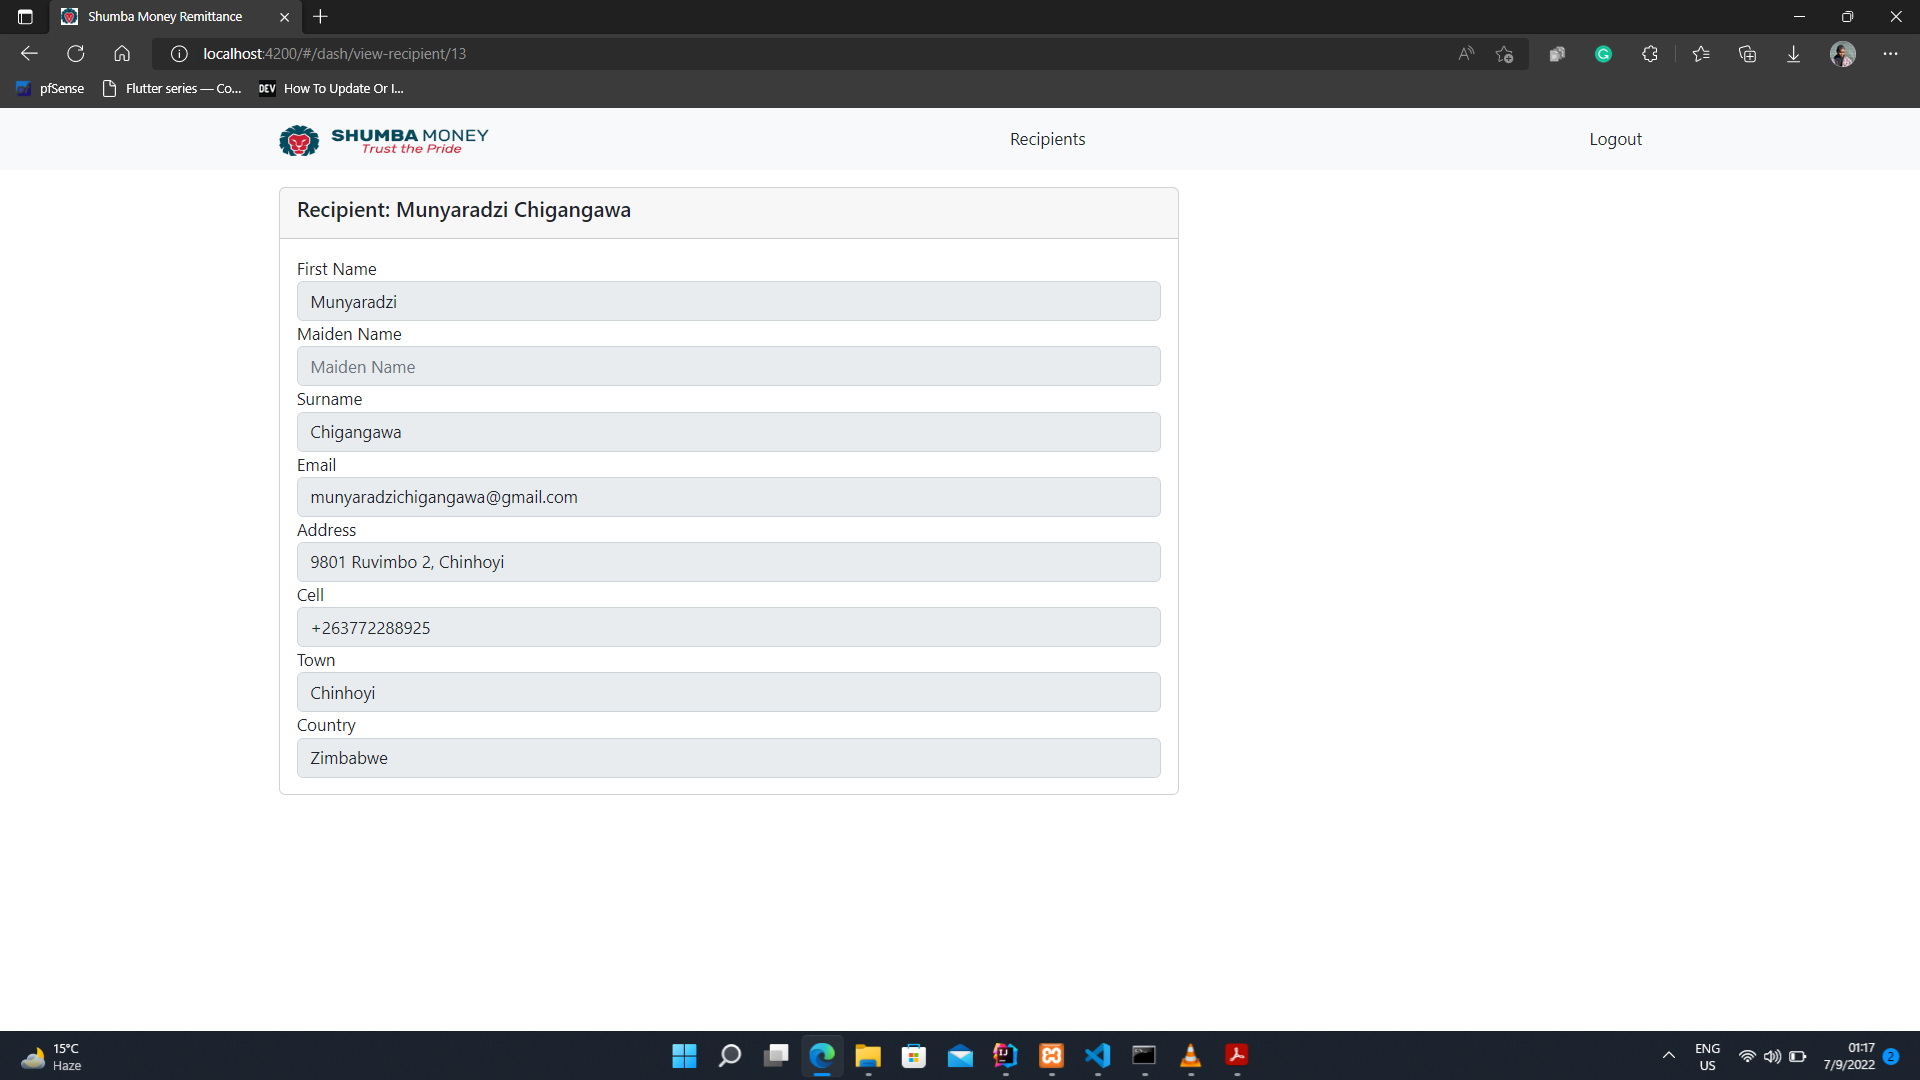 Shumba Money Remittance
localhost:4200/#/dash/view-recipient/13
pfSense
Flutter series — Co...
DEV How To Update Or I...
SHUMBA MONEY
Trust the Pride
Recipients
Logout
Recipient: Munyaradzi Chigangawa
First Name
Munyaradzi
Maiden Name
Maiden Name
Surname
Chigangawa
Email
munyaradzichigangawa@gmail.com
Address
9801 Ruvimbo 2, Chinhoyi
Cell
+263772288925
Town
Chinhoyi
Country
Zimbabwe
15°C
Haze
ENG
US
01:17
7/9/2022
2